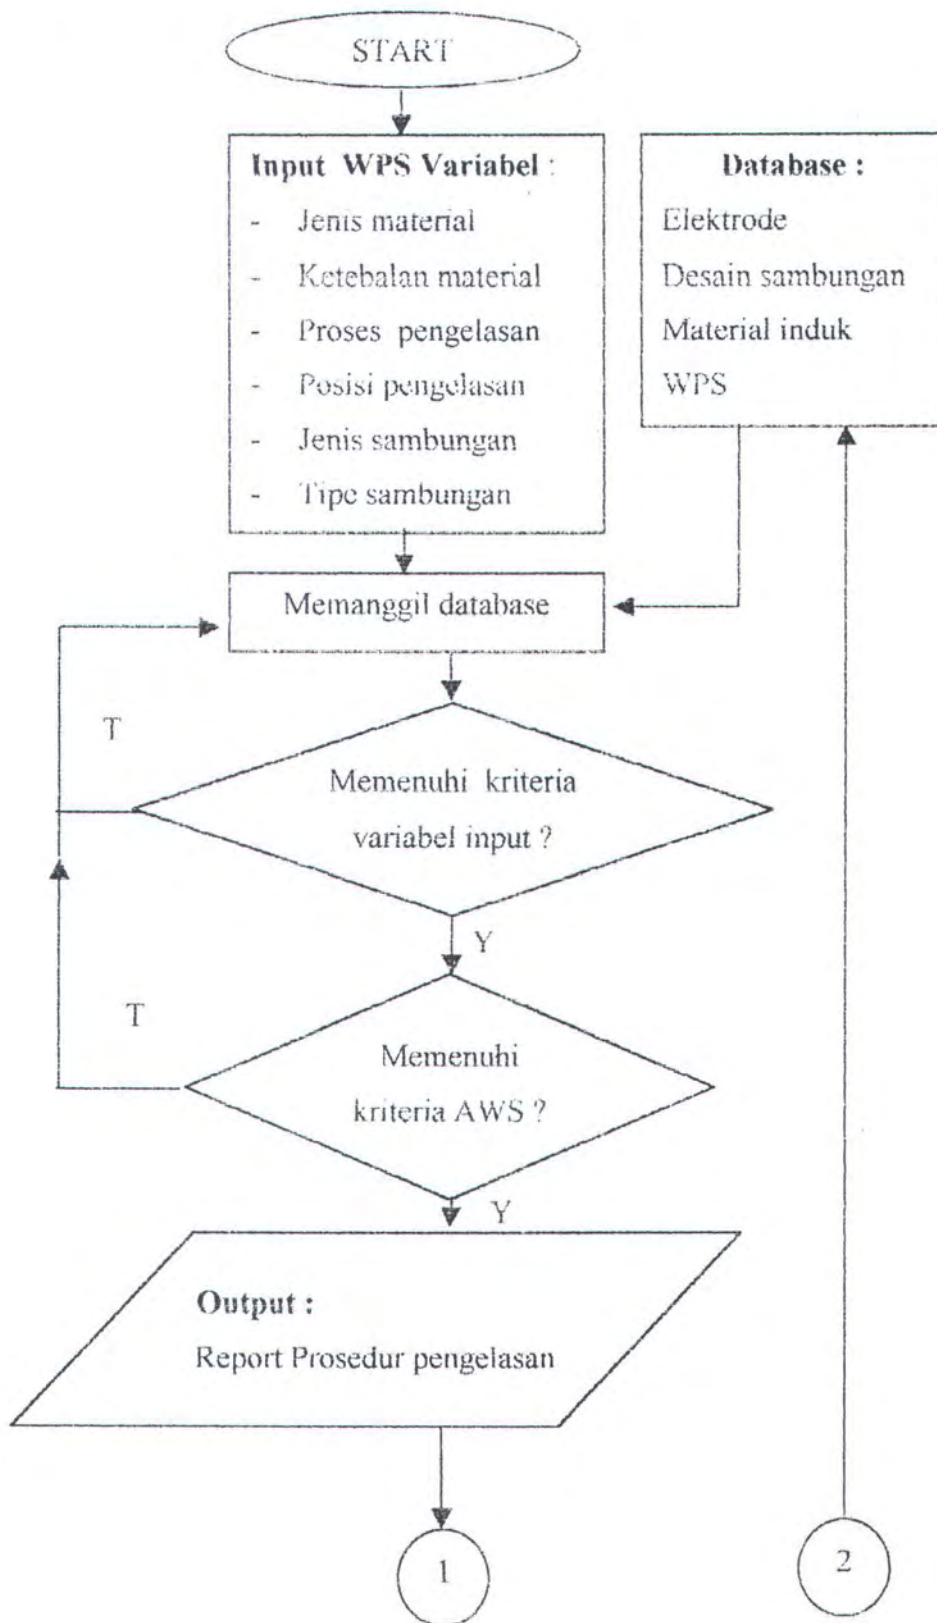 START
Input WPS Variabel :
- Jenis material
- Ketebalan material
- Proses pengelasan
- Posisi pengelasan
- Jenis sambungan
- Tipe sambungan
Database :
Elektrode
Desain sambungan
Material induk
WPS
Memanggil database
T
Memenuhi kriteria
variabel input ?
Y
T
Memenuhi
kriteria AWS ?
Y
Output :
Report Prosedur pengelasan
1
2